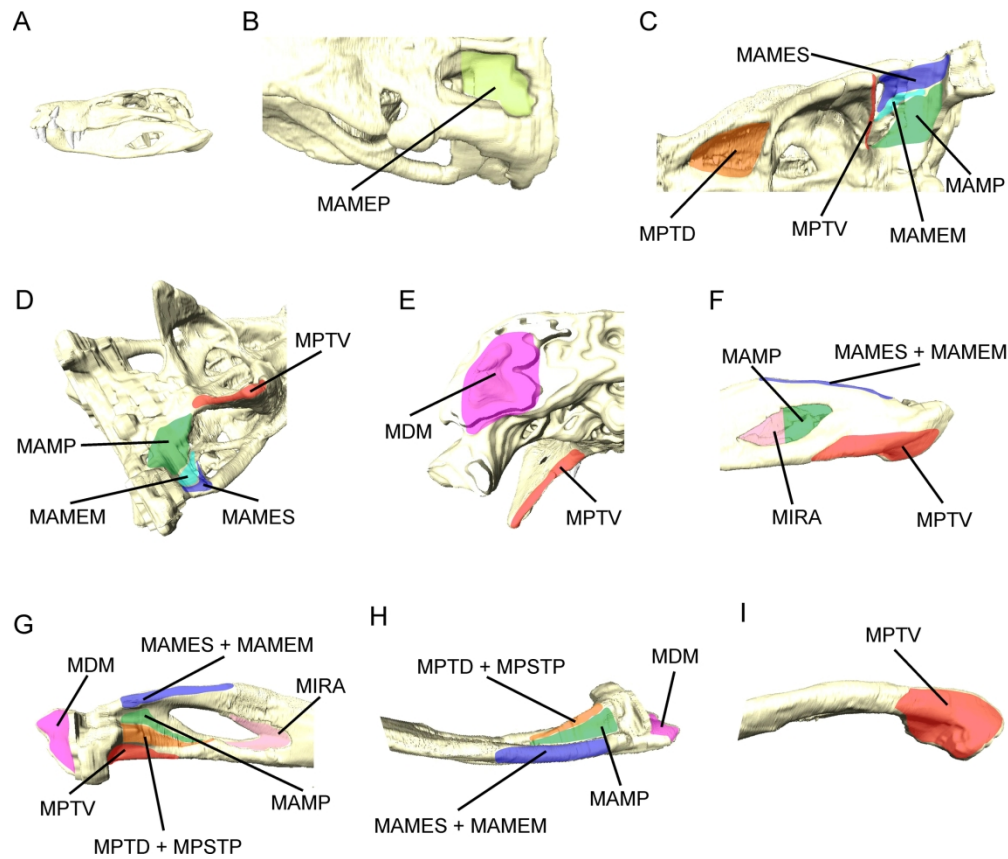 A
B
MAMEP
C
MAMES
MAMP
MAMEM
MPTV
MPTD
D
MPTV
MAMP
MAMEM
MAMES
E
MDM
MPTV
F
MAMP
MAMES + MAMEM
MIRA
MPTV
G
MAMES + MAMEM
MDM
MIRA
MPTV
MAMP
MPTD + MPSTP
H
MPTD + MPSTP
MDM
MAMP
MAMES + MAMEM
I
MPTV